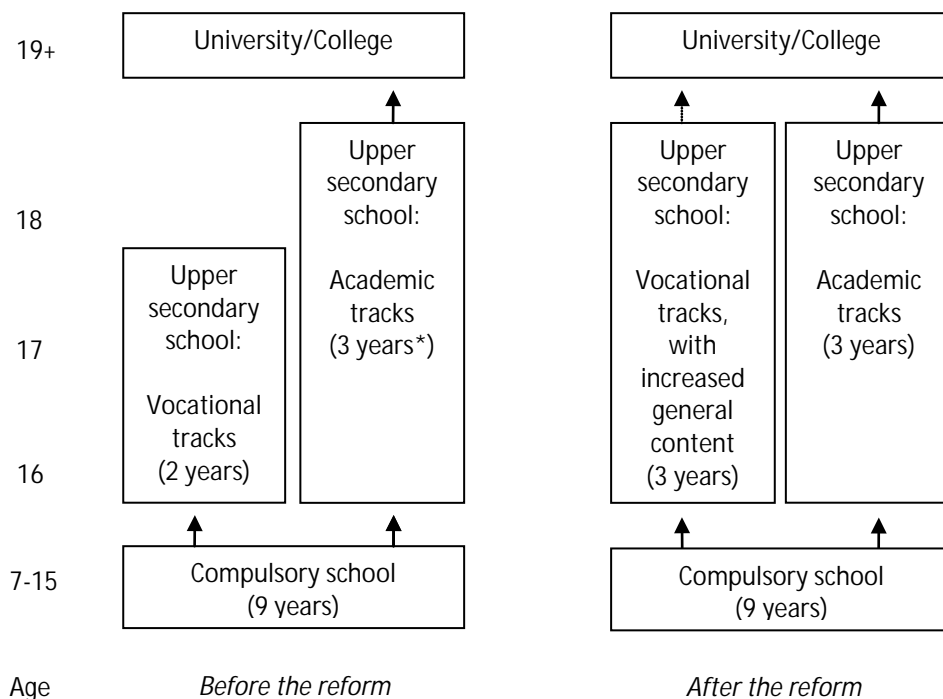 19+
University/College
University/College
18
17
16
Upper
secondary
school:
Vocational
tracks
(2 years)
Upper
secondary
school:
Academic
tracks
(3 years*)
Upper
secondary
school:
Vocational
tracks,
with
increased
general
content
(3 years)
Upper
secondary
school:
Academic
tracks
(3 years)
7-15
Compulsory school
(9 years)
Compulsory school
(9 years)
Age
Before the reform
After the reform